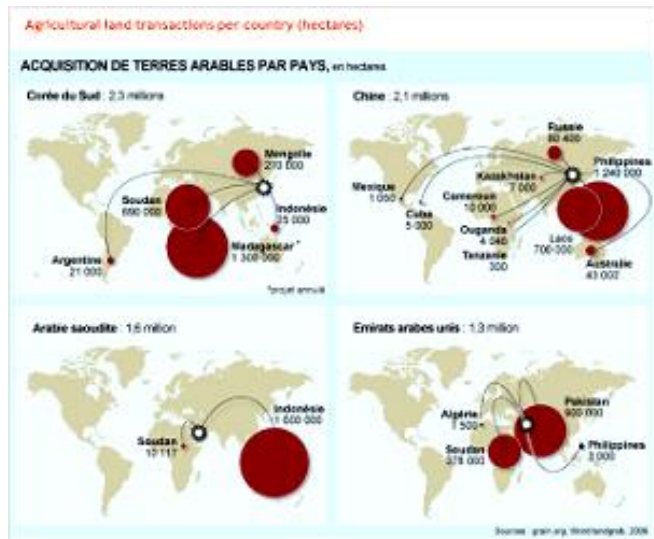 Agricultural land transactions per country (hectares)
ACQUISITION DE TERRES ARABLES PAR PAYS, en hectares
Corée du Sud : 2,3 millions
Mongolie
270 000
Soudan
690 000
Indonésie
25 000
Madagascar*
1 300 000
Argentine
21 000
*projet annulé
Chine : 2,1 millions
Russie
80 400
Philippines
1 240 000
Kazakhstan
7 000
Mexique
1 050
Cameroun
10 000
Cuba
5 000
Ouganda
4 046
Laos
700 000
Tanzanie
300
Australie
43 000
Arabie saoudite : 1,6 million
Indonésie
1 600 000
Soudan
10 117
Emirats arabes unis : 1,3 million
Pakistan
900 000
Algérie
1 500
Soudan
378 000
Philippines
3 000
Sources : grain.org, 2008